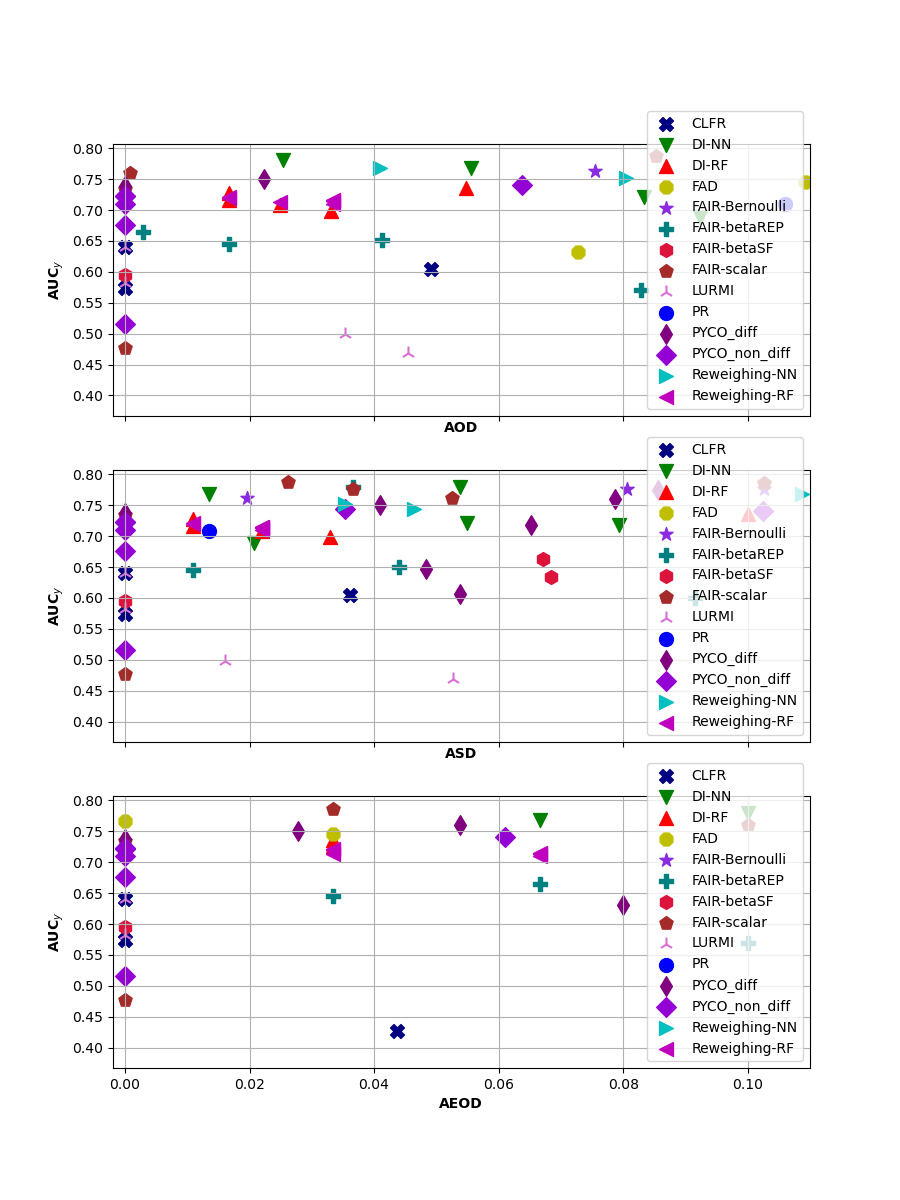 0.80
0.75
0.70
0.65
0.60
0.55
0.50
0.45
0.40
AUCy
AOD
CLFR
DI-NN
DI-RF
FAD
FAIR-Bernoulli
FAIR-betaREP
FAIR-betaSF
FAIR-scalar
LURMI
PR
PYCO_diff
PYCO_non_diff
Reweighing-NN
Reweighing-RF
0.80
0.75
0.70
0.65
0.60
0.55
0.50
0.45
0.40
AUCy
ASD
CLFR
DI-NN
DI-RF
FAD
FAIR-Bernoulli
FAIR-betaREP
FAIR-betaSF
FAIR-scalar
LURMI
PR
PYCO_diff
PYCO_non_diff
Reweighing-NN
Reweighing-RF
0.80
0.75
0.70
0.65
0.60
0.55
0.50
0.45
0.40
AUCy
CLFR
DI-NN
DI-RF
FAD
FAIR-Bernoulli
FAIR-betaREP
FAIR-betaSF
FAIR-scalar
LURMI
PR
PYCO_diff
PYCO_non_diff
Reweighing-NN
Reweighing-RF
0.00 0.02 0.04 0.06 0.08 0.10
AEOD